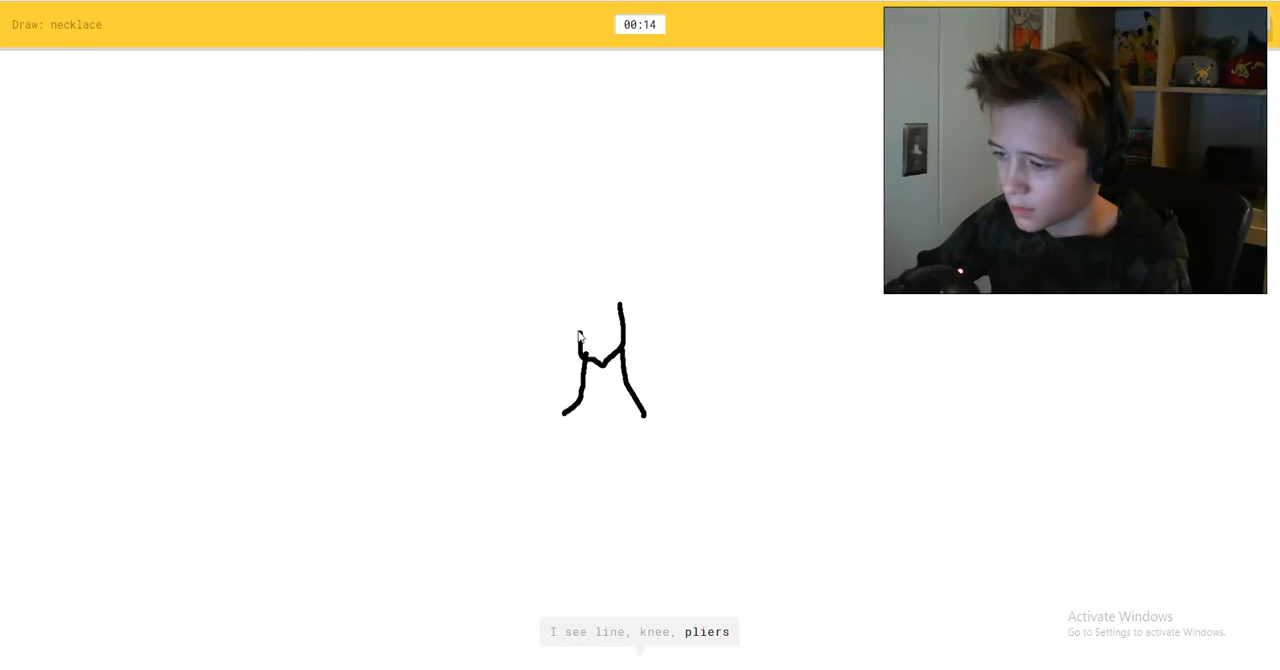 Draw: necklace
00:14
I see line, knee, pliers
Activate Windows
Go to Settings to activate Windows.